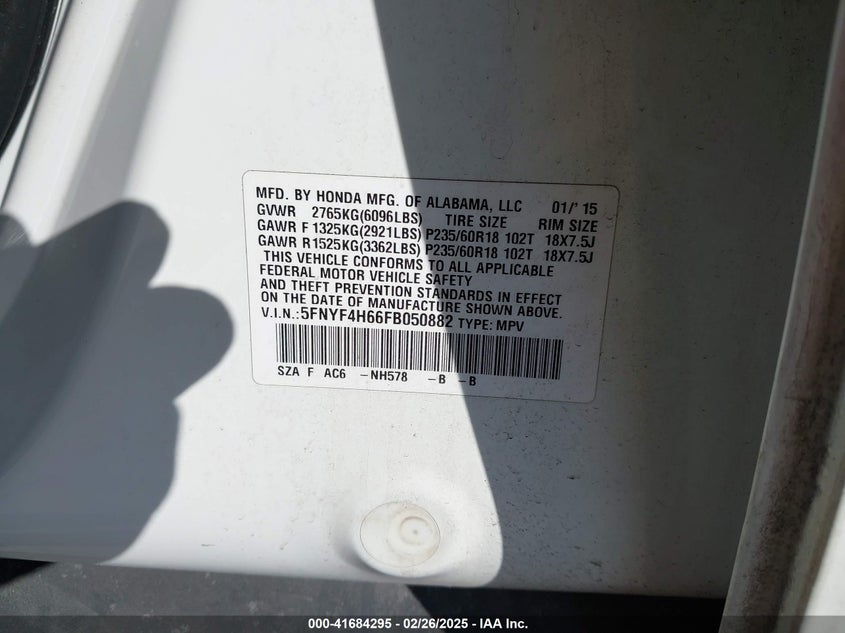 MFD. BY HONDA MFG. OF ALABAMA, LLC 01/'15
GVWR 2765KG(6096LBS) TIRE SIZE RIM SIZE
GAWR F 1325KG(2921LBS) P235/60R18 102T 18X7.5J
GAWR R1525KG(3362LBS) P235/60R18 102T 18X7.5J
THIS VEHICLE CONFORMS TO ALL APPLICABLE
FEDERAL MOTOR VEHICLE SAFETY
AND THEFT PREVENTION STANDARDS IN EFFECT
ON THE DATE OF MANUFACTURE SHOWN ABOVE.
V.I.N.:5FNYF4H66FB050882 TYPE: MPV
SZA F AC6 -NH578 -B -B
000-41684295 - 02/26/2025 - IAA Inc.